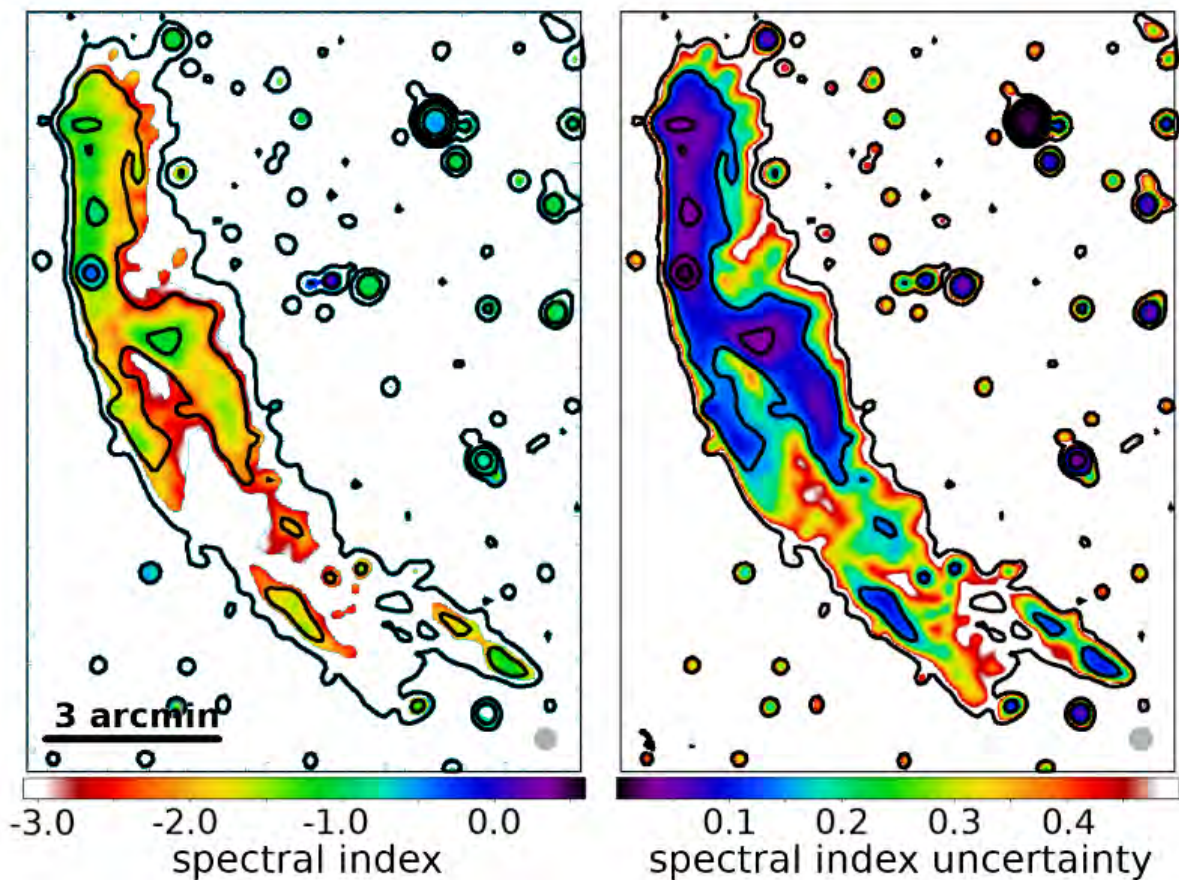 3 arcmin
-3.0 -2.0 -1.0 0.0
0.1 0.2 0.3 0.4
spectral index
spectral index uncertainty